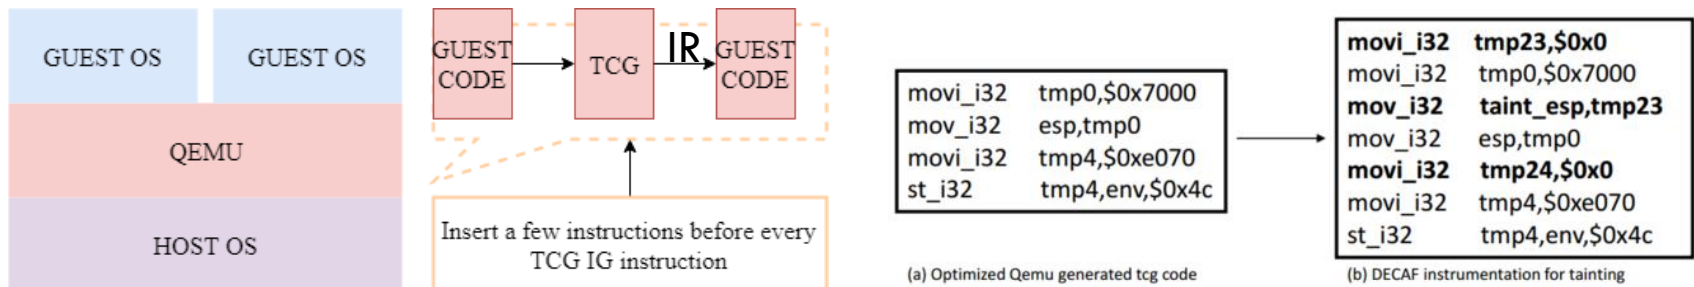 GUEST OS
GUEST OS
QEMU
HOST OS
GUEST
CODE
TCG
IR
GUEST
CODE
Insert a few instructions before every
TCG IG instruction
movi_i32 tmp0,$0x7000
mov_i32 esp,tmp0
movi_i32 tmp4,$0xe070
st_i32 tmp4,env,$0x4c
(a) Optimized Qemu generated tcg code
movi_i32 tmp23,$0x0
movi_i32 tmp0,$0x7000
mov_i32 taint_esp,tmp23
mov_i32 esp,tmp0
movi_i32 tmp24,$0x0
movi_i32 tmp4,$0xe070
st_i32 tmp4,env,$0x4c
(b) DECAF instrumentation for tainting